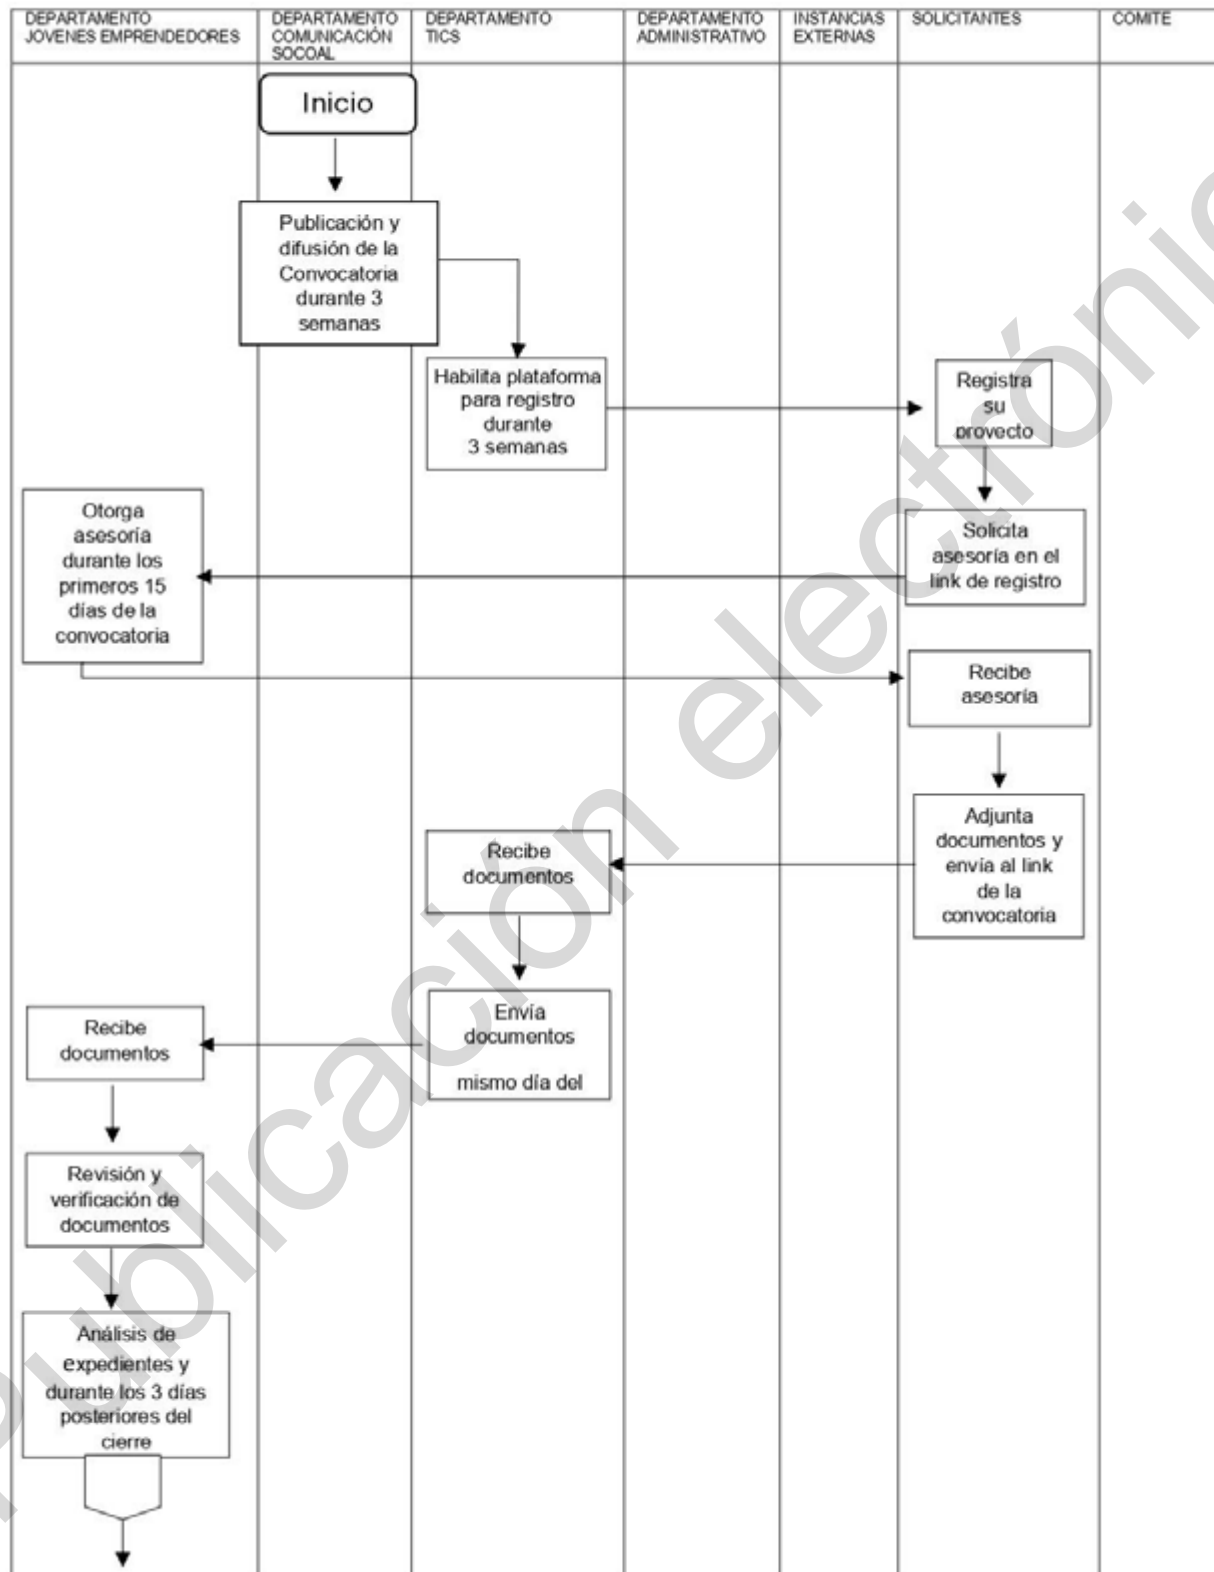 DEPARTAMENTO
JOVENES EMPRENDEDORES
DEPARTAMENTO
COMUNICACIÓN
SOCOAL
DEPARTAMENTO
TICS
DEPARTAMENTO
ADMINISTRATIVO
INSTANCIAS
EXTERNAS
SOLICITANTES
COMITE
Inicio
Publicación y
difusión de la
Convocatoria
durante 3
semanas
Habilita plataforma
para registro
durante
3 semanas
Registra
su
provecto
Solicita
asesoría en el
link de registro
Otorga
asesoría
durante los
primeros 15
días de la
convocatoria
Recibe
asesoría
Adjunta
documentos y
envía al link
de la
convocatoria
Recibe
documentos
Envía
documentos
mismo día del
Recibe
documentos
Revisión y
verificación de
documentos
Análisis de
expedientes y
durante los 3 días
posteriores del
cierre
Publicación electrónic